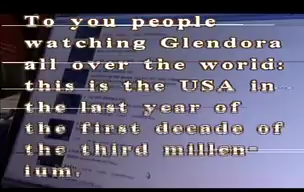 To you people
watching Glendora
all over the world:
this is the USA in
the last year of
the first decade of
the third millen-
ium.